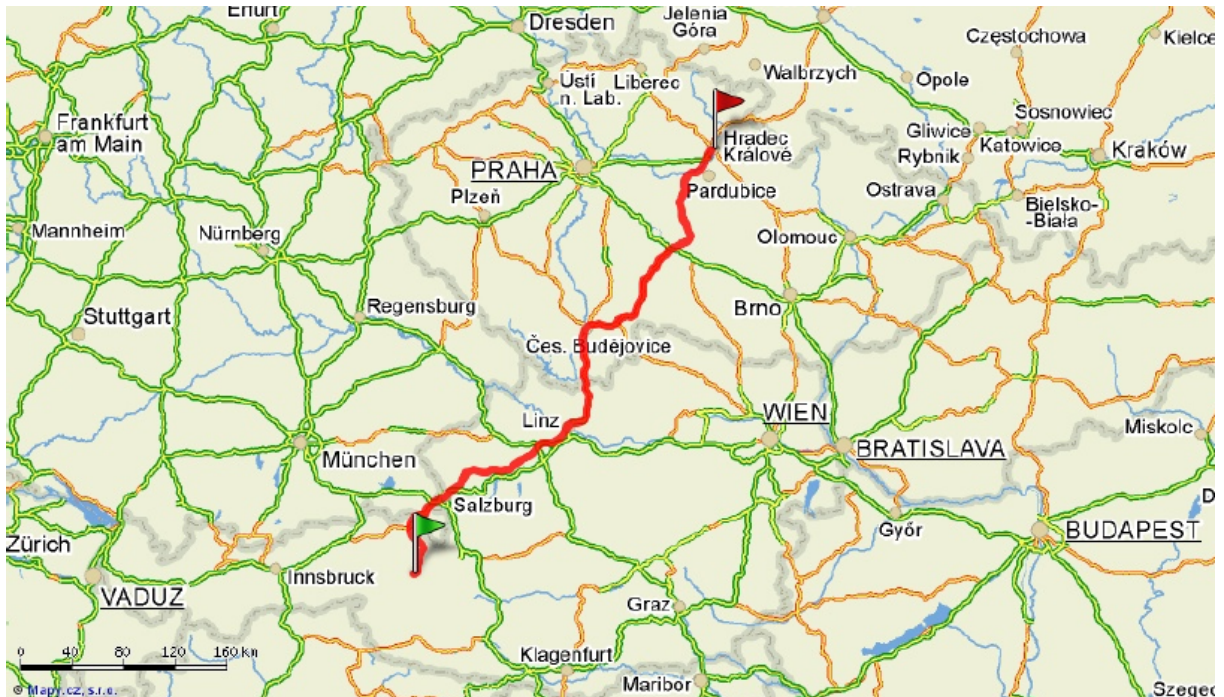 Erfurt
Dresden
Jelenia
Góra
Częstochowa
Kielce
Ústí
n. Lab.
Liberec
Walbrzych
Opole
Frankfurt
am Main
Hradec
Králové
Gliwice
Sosnowiec
Katowice
Rybnik
Kraków
PRAHA
Pardubice
Ostrava
Bielsko-
-Biała
Plzeň
Mannheim
Nürnberg
Olomouc
Regensburg
Brno
Stuttgart
Čes. Budějovice
Linz
WIEN
Miskolc
München
BRATISLAVA
Salzburg
D
Győr
BUDAPEST
Zürich
Innsbruck
VADUZ
Graz
0 40 80 120 160 Km
Klagenfurt
Maribor
Szeged
© Mapy.cz, s.r.o.